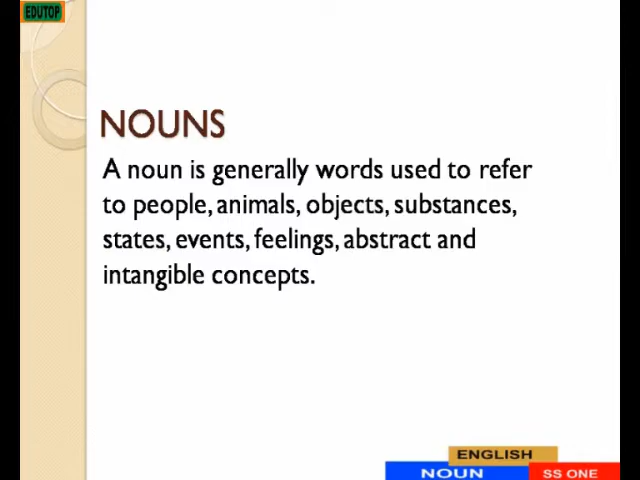 EDUTOP
NOUNS
A noun is generally words used to refer
to people, animals, objects, substances,
states, events, feelings, abstract and
intangible concepts.
ENGLISH
NOUN
SS ONE